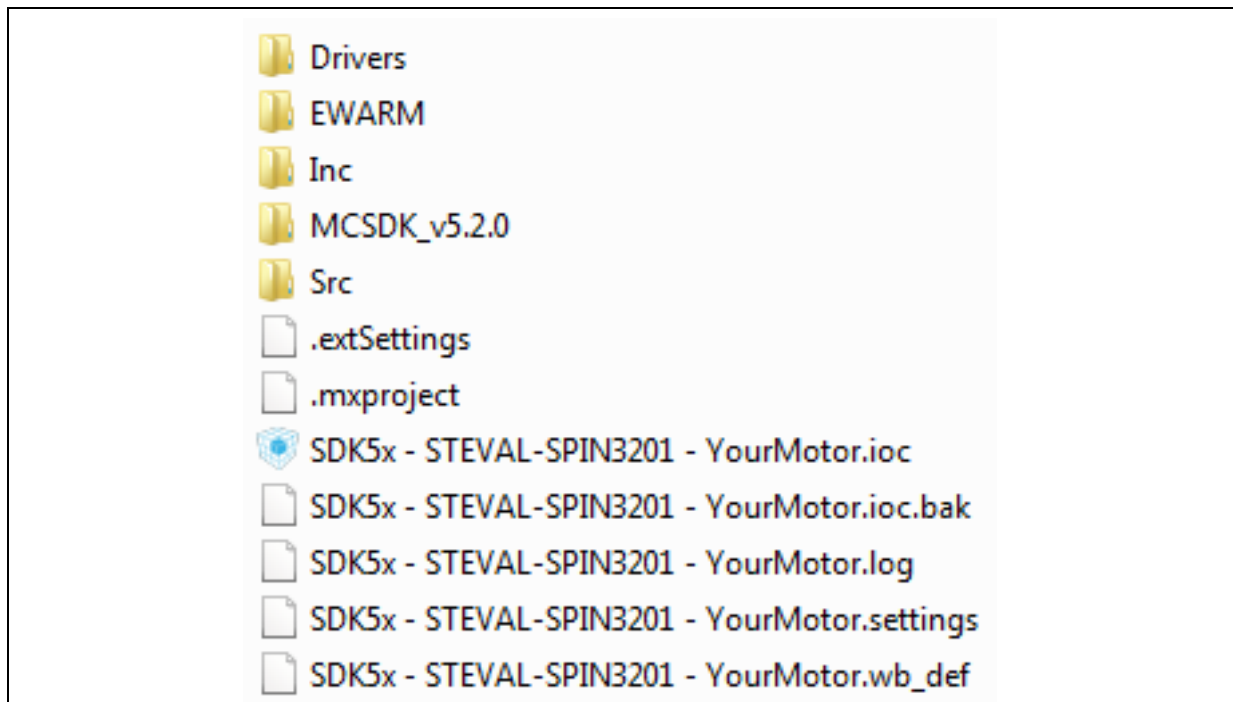 Drivers
EWARM
Inc
MCSDK_v5.2.0
Src
.extSettings
.mxproject
SDK5x - STEVAL-SPIN3201 - YourMotor.ioc
SDK5x - STEVAL-SPIN3201 - YourMotor.ioc.bak
SDK5x - STEVAL-SPIN3201 - YourMotor.log
SDK5x - STEVAL-SPIN3201 - YourMotor.settings
SDK5x - STEVAL-SPIN3201 - YourMotor.wb_def